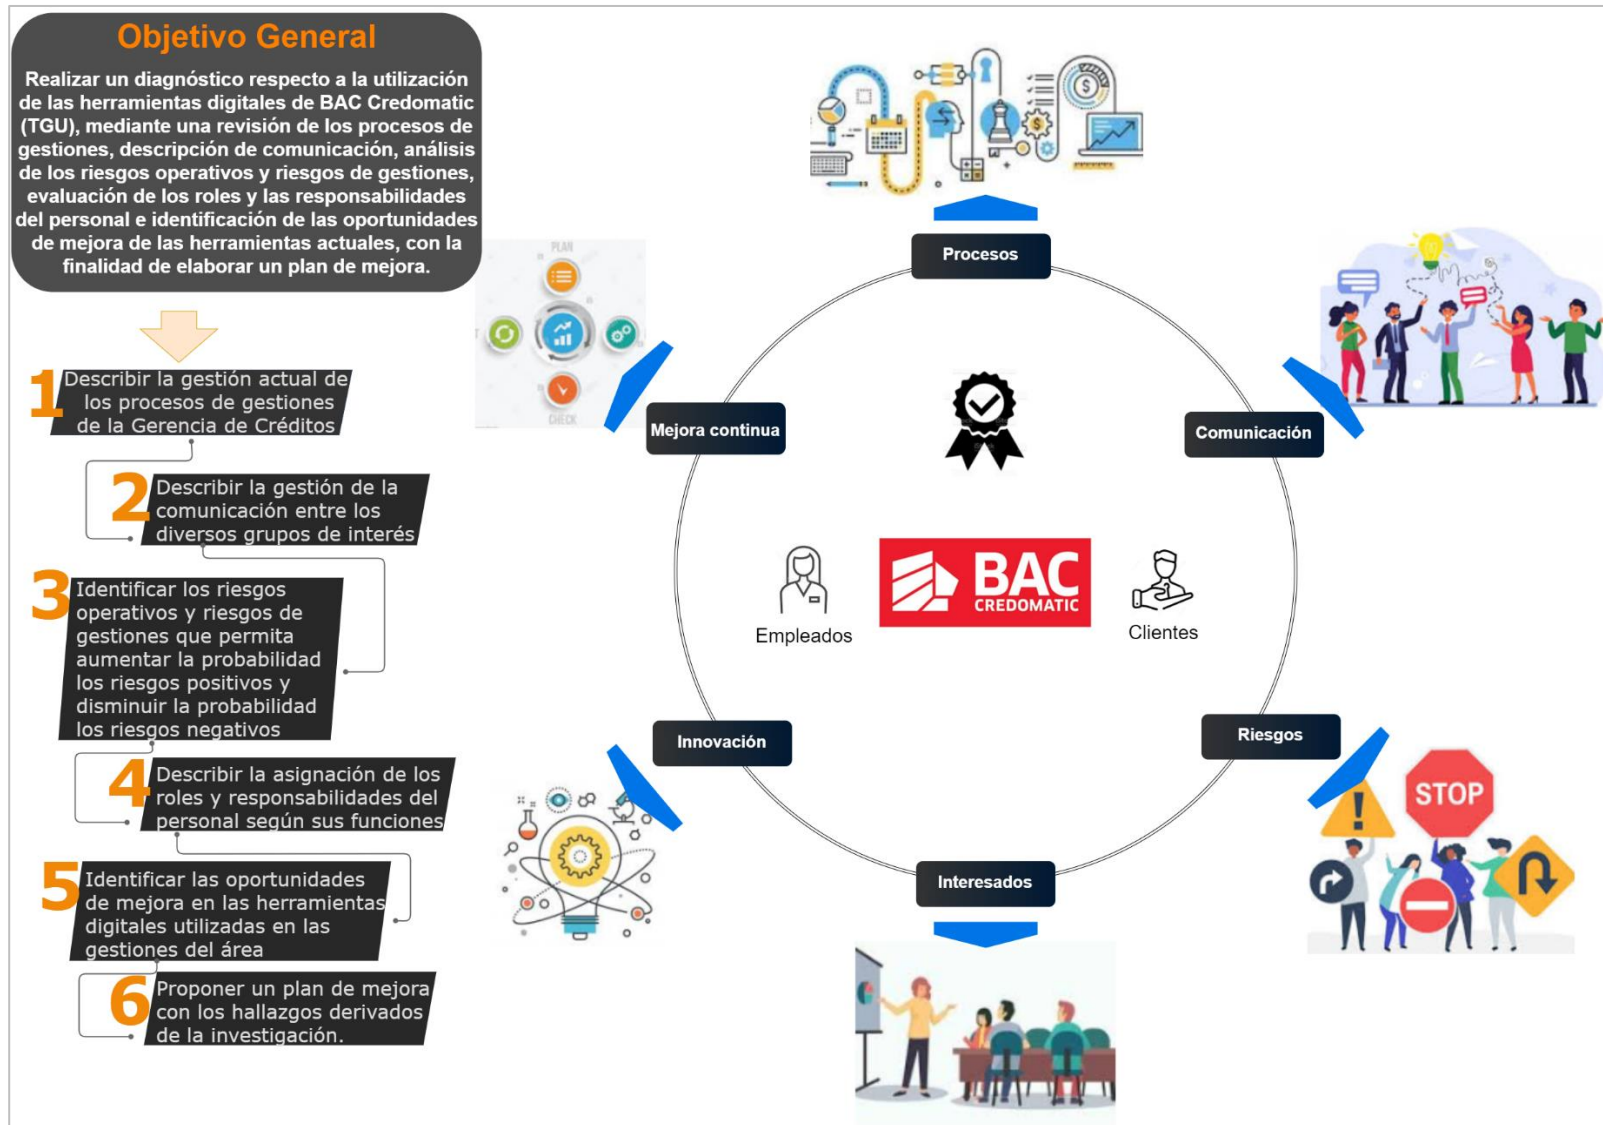 Objetivo General
Realizar un diagnóstico respecto a la utilización
de las herramientas digitales de BAC Credomatic
(TGU), mediante una revisión de los procesos de
gestiones, descripción de comunicación, análisis
de los riesgos operativos y riesgos de gestiones,
evaluación de los roles y las responsabilidades
del personal e identificación de las oportunidades
de mejora de las herramientas actuales, con la
finalidad de elaborar un plan de mejora.
1
Describir la gestión actual de
los procesos de gestiones
de la Gerencia de Créditos
2
Describir la gestión de la
comunicación entre los
diversos grupos de interés
3
Identificar los riesgos
operativos y riesgos de
gestiones que permita
aumentar la probabilidad
los riesgos positivos y
disminuir la probabilidad
los riesgos negativos
4
Describir la asignación de los
roles y responsabilidades del
personal según sus funciones
5
Identificar las oportunidades
de mejora en las herramientas
digitales utilizadas en las
gestiones del área
6
Proponer un plan de mejora
con los hallazgos derivados
de la investigación.
Procesos
PLAN
CHECK
Mejora continua
Comunicación
BAC
CREDOMATIC
Empleados
Clientes
Innovación
Riesgos
STOP
Interesados